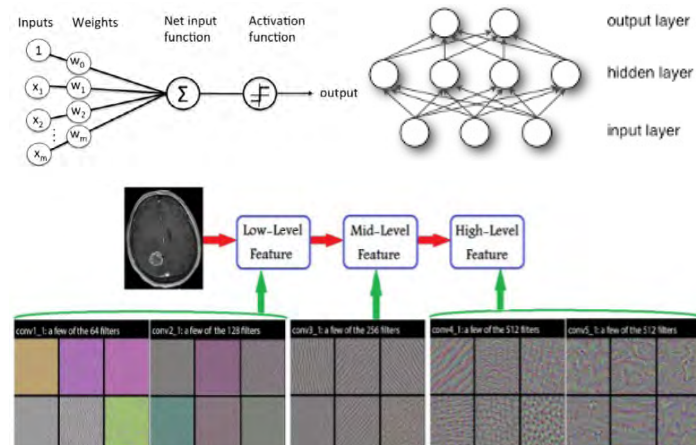 Inputs Weights
Net input function
Activation function
1
w0
x1
w1
x2
w2
wm
xm
Σ
output
output layer
hidden layer
input layer
Low-Level Feature
Mid-Level Feature
High-Level Feature
conv1_1: a few of the 64 filters
conv2_1: a few of the 128 filters
conv3_1: a few of the 256 filters
conv4_1: a few of the 512 filters
conv5_1: a few of the 512 filters